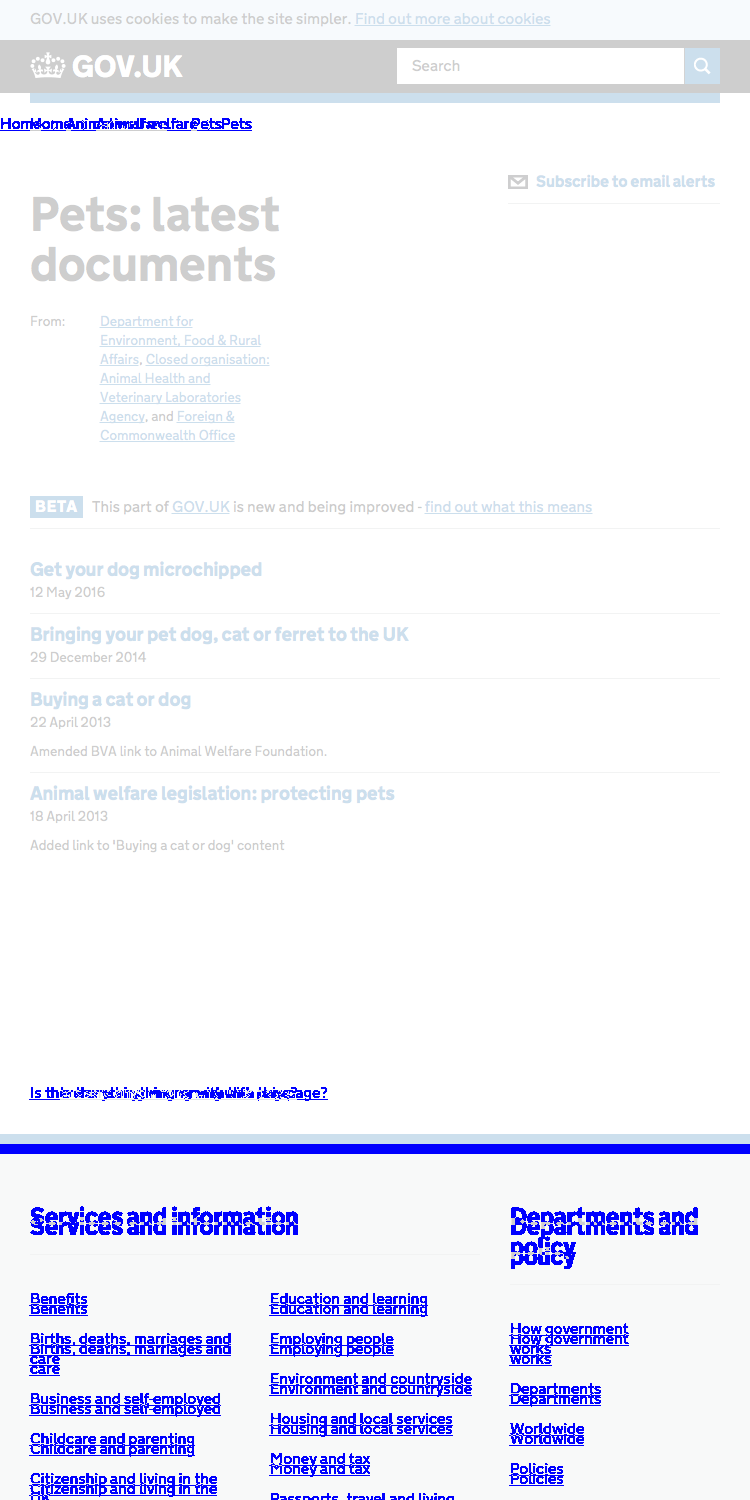 GOV.UK uses cookies to make the site simpler. Find out more about cookies
GOV.UK
Search
Home Animal welfare Pets
Subscribe to email alerts
Pets: latest
documents
From:
Department for
Environment, Food & Rural
Affairs, Closed organisation:
Animal Health and
Veterinary Laboratories
Agency, and Foreign &
Commonwealth Office
BETA This part of GOV.UK is new and being improved - find out what this means
Get your dog microchipped
12 May 2016
Bringing your pet dog, cat or ferret to the UK
29 December 2014
Buying a cat or dog
22 April 2013
Amended BVA link to Animal Welfare Foundation.
Animal welfare legislation: protecting pets
18 April 2013
Added link to 'Buying a cat or dog' content
Is there anything wrong with this page?
Services and information
Benefits
Births, deaths, marriages and
care
Business and self-employed
Childcare and parenting
Citizenship and living in the
UK
Education and learning
Employing people
Environment and countryside
Housing and local services
Money and tax
Passports, travel and living
Departments and
policy
How government
works
Departments
Worldwide
Policies